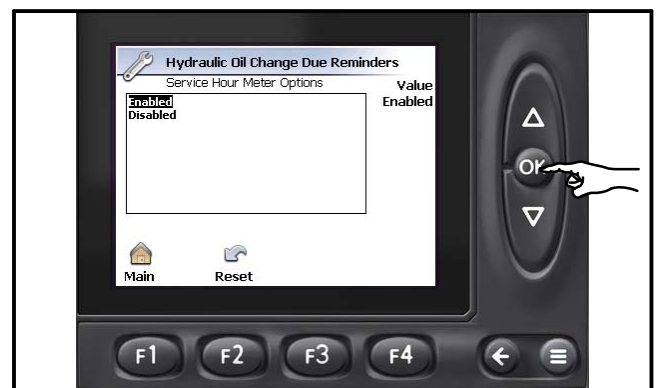 Hydraulic Oil Change Due Reminders
Service Hour Meter Options
Value
Enabled
Enabled
Disabled
Main
Reset
OK
F1
F2
F3
F4